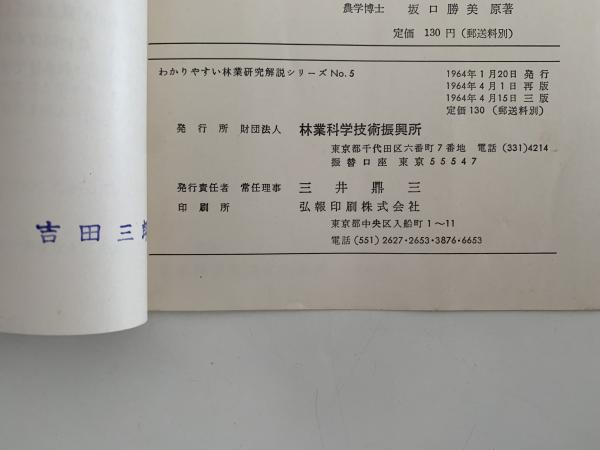 農学博士 坂口勝美 原著
定価 130円(郵送料別)
わかりやすい林業研究解説シリーズ No.5
1964年1月20日 発行
1964年4月1日 再版
1964年4月15日 三版
定価130(郵送料別)
発行所 財団法人 林業科学技術振興所
東京都千代田区六番町7番地 電話(331)4214
振替口座 東京55547
発行責任者 常任理事 三井鼎三
印刷所 弘報印刷株式会社
東京都中央区入船町1~11
電話(551)2627・2653・3876・6653
吉田三郎